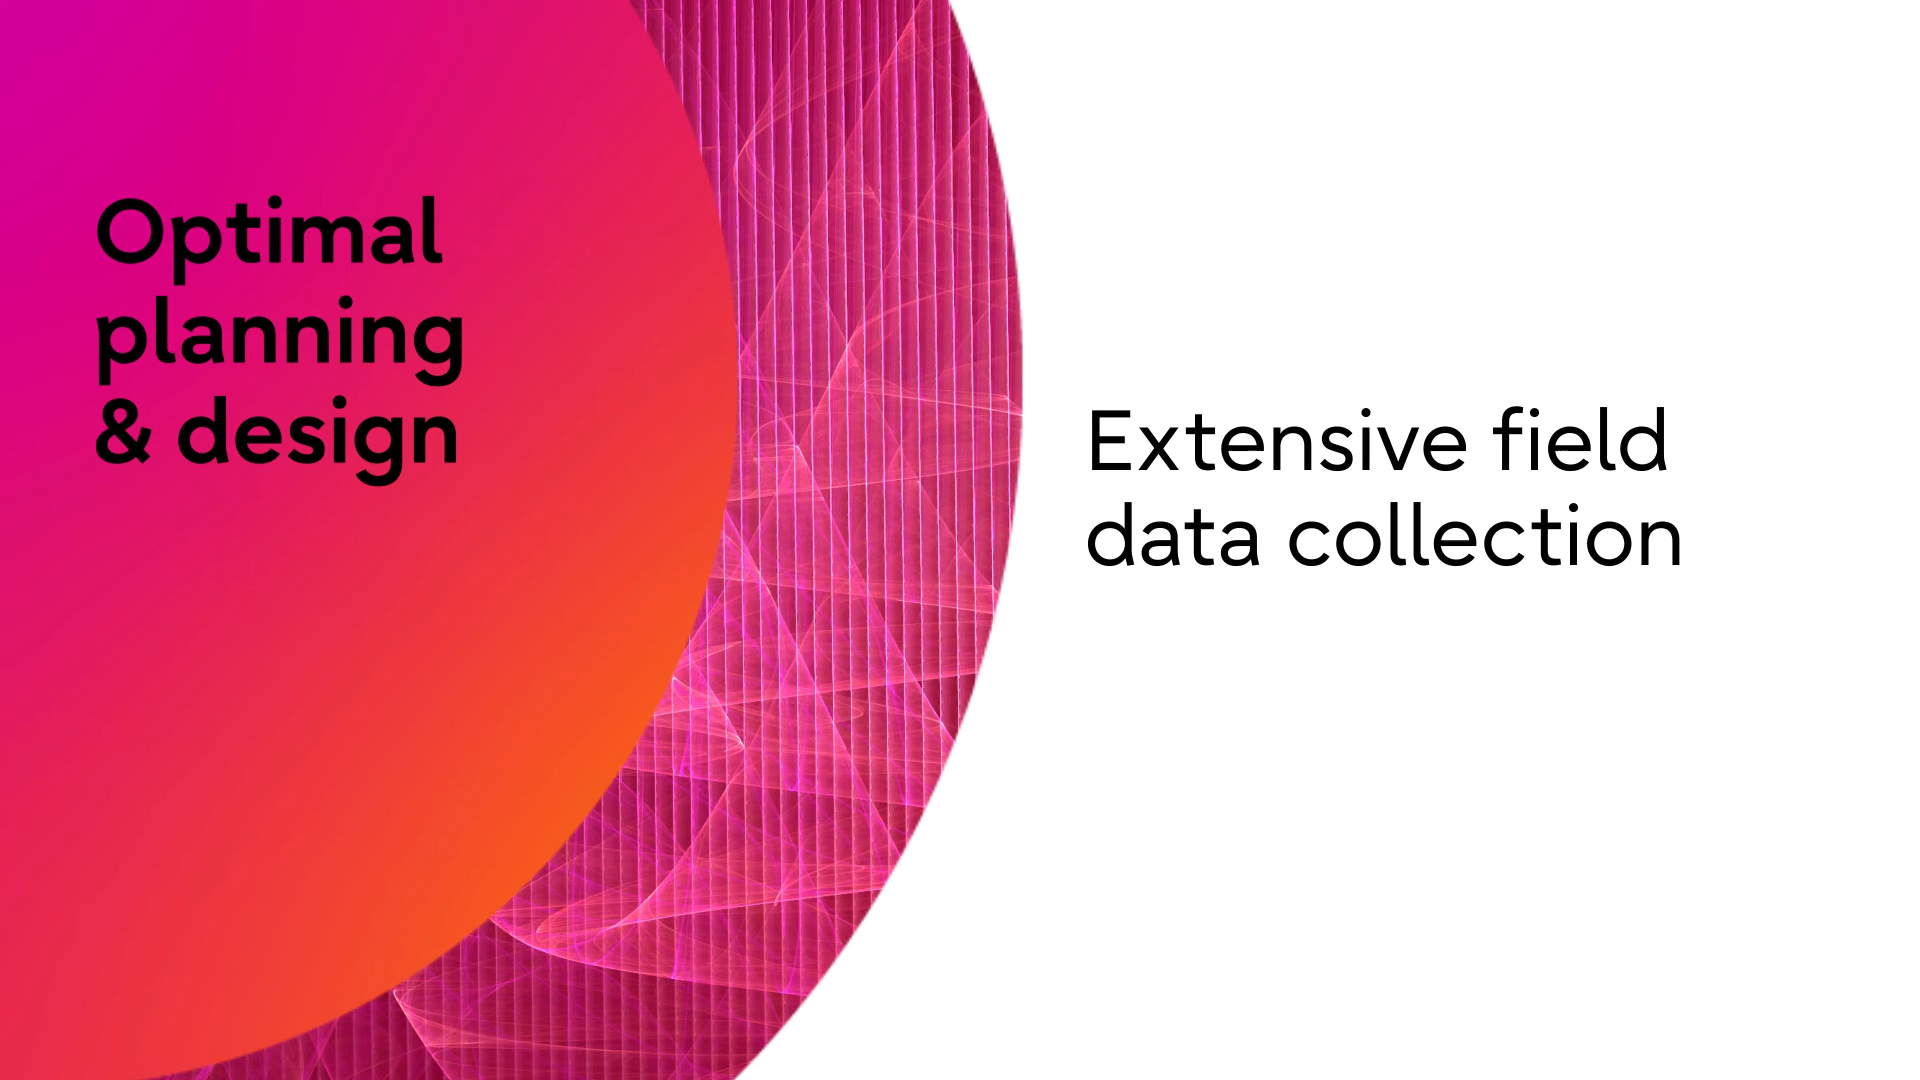 Optimal
planning
& design
Extensive field
data collection